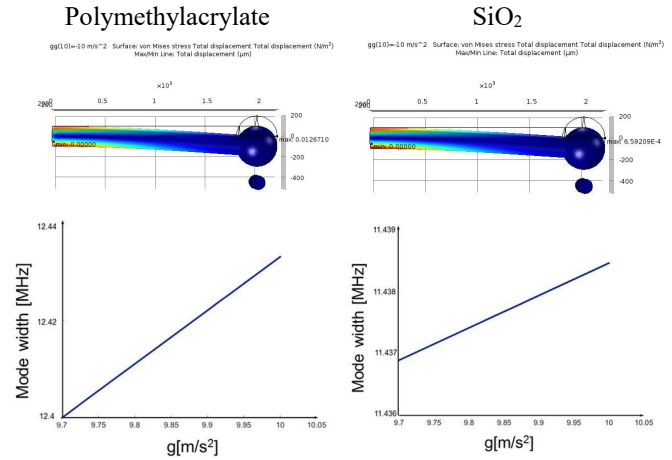 Polymethylacrylate
SiO2
gg(10)=-10 m/s^2 Surface: von Mises stress Total displacement Total displacement (N/m²)
Max/Min Line: Total displacement (µm)
gg(10)=-10 m/s^2 Surface: von Mises stress Total displacement Total displacement (N/m²)
Max/Min Line: Total displacement (µm)
×10³
0 0.5 1 1.5 2
200
0
-200
-400
min: 0.00000
max: 0.0126710
×10³
0 0.5 1 1.5 2
200
0
-200
-400
min: 0.00000
max: 6.59209E-4
Mode width [MHz]
12.44
12.42
12.4
9.7 9.75 9.8 9.85 9.9 9.95 10 10.05
g[m/s²]
Mode width [MHz]
11.439
11.438
11.437
11.436
9.7 9.75 9.8 9.85 9.9 9.95 10 10.05
g[m/s²]